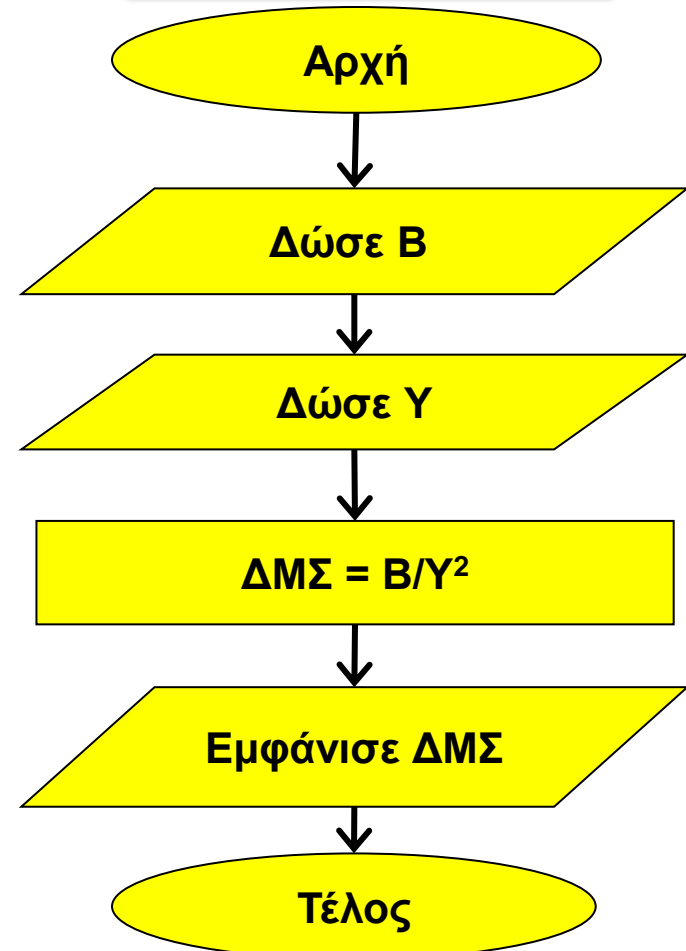 Αρχή
Δώσε Β
Δώσε Υ
ΔΜΣ = Β/Υ²
Εμφάνισε ΔΜΣ
Τέλος